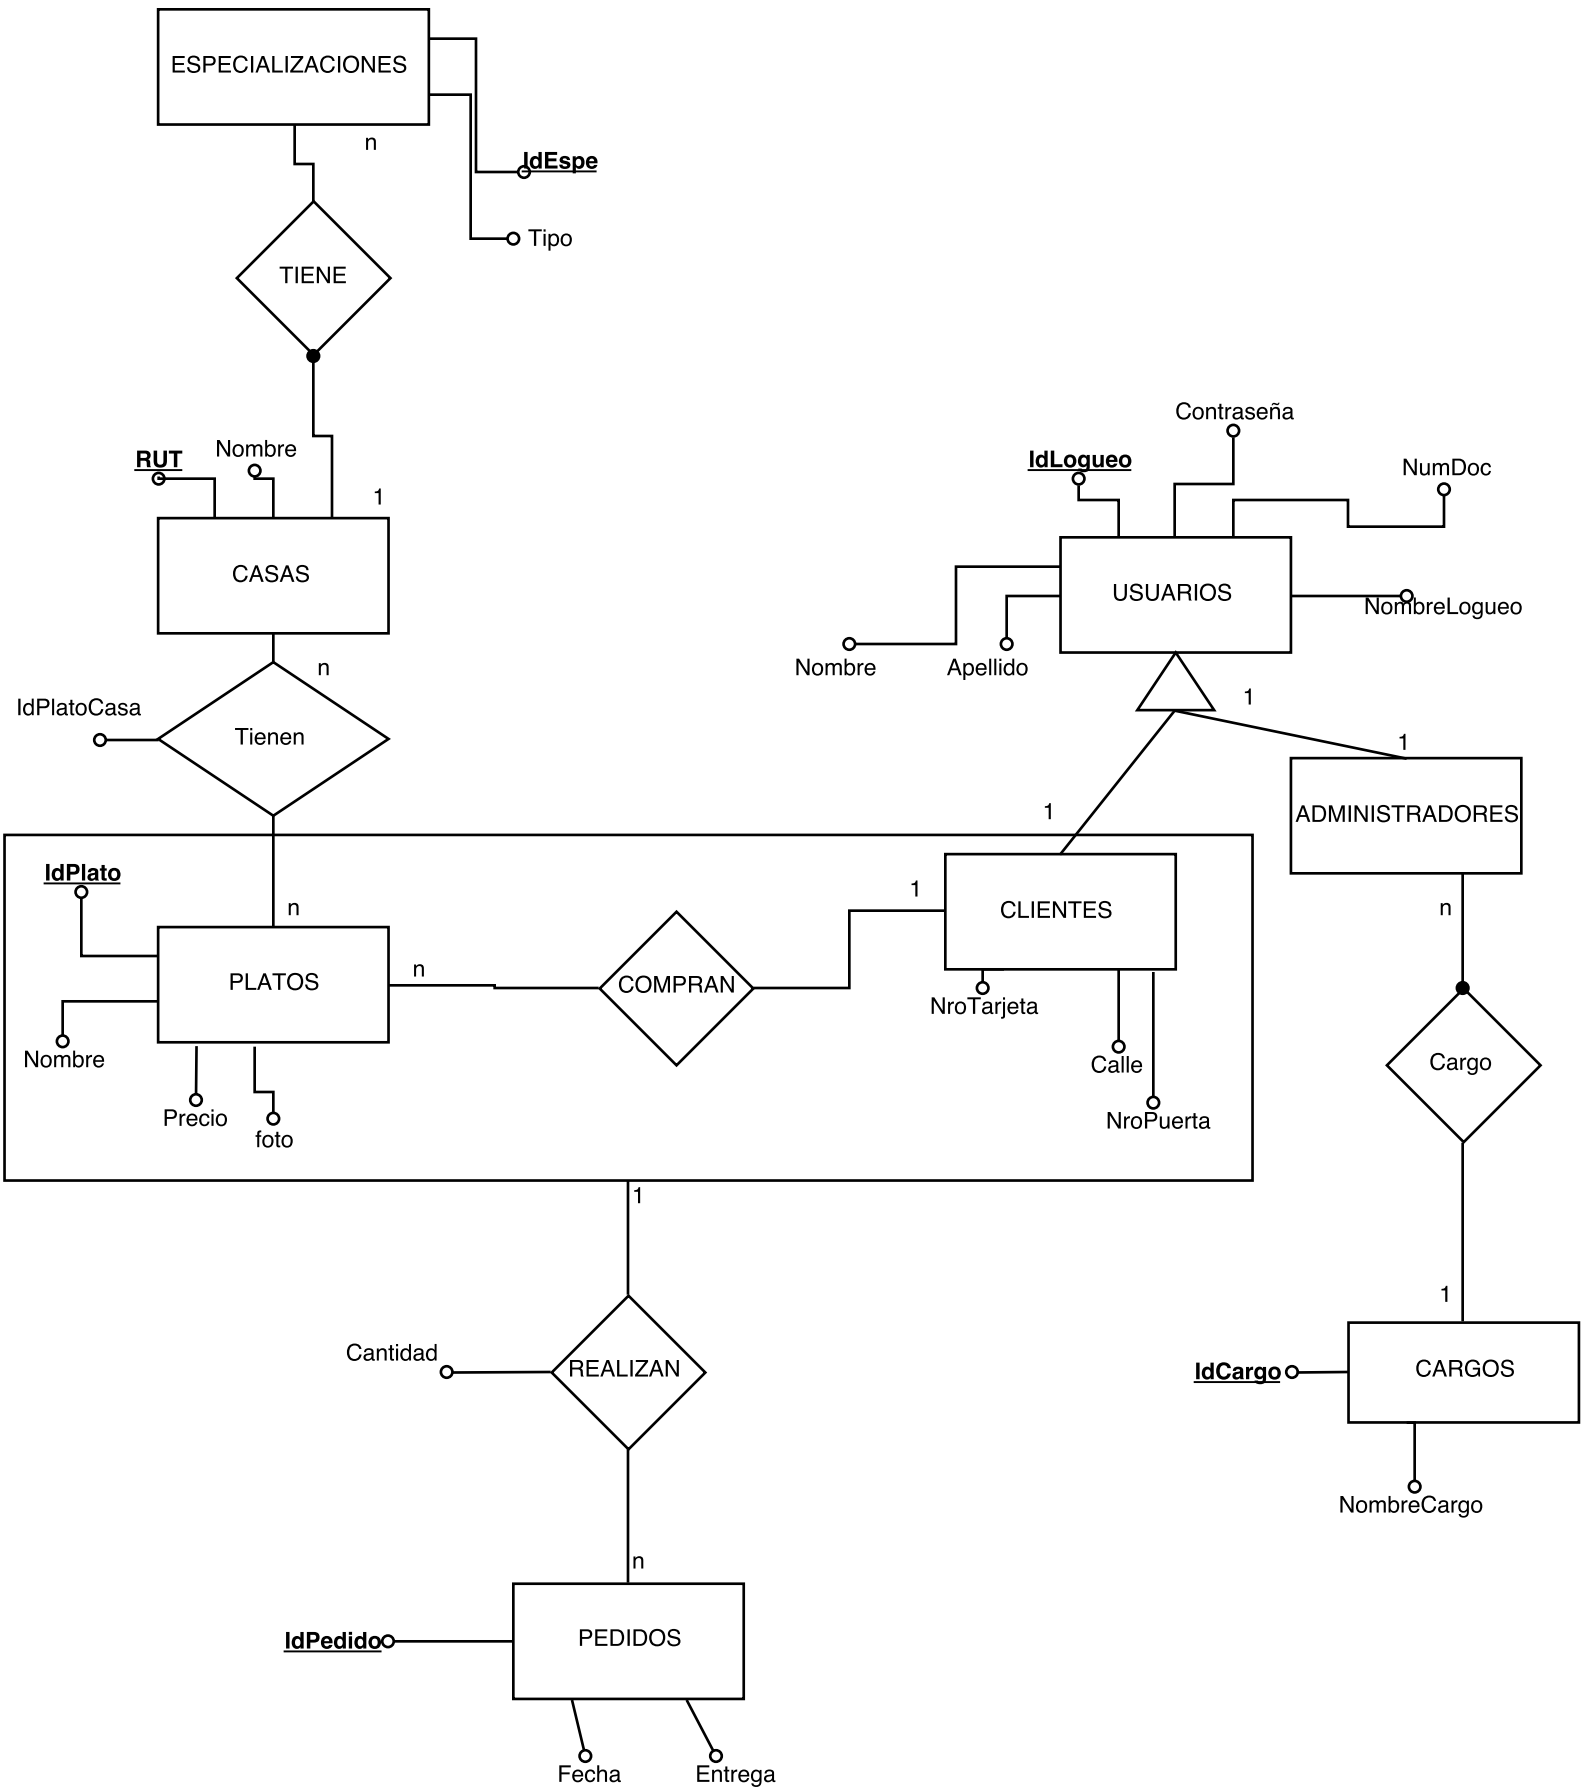 ESPECIALIZACIONES
n
IdEspe
Tipo
TIENE
Contraseña
RUT
Nombre
1
IdLogueo
NumDoc
CASAS
USUARIOS
NombreLogueo
Nombre
Apellido
n
IdPlatoCasa
Tienen
1
1
1
ADMINISTRADORES
IdPlato
n
1
CLIENTES
n
PLATOS
n
COMPRAN
NroTarjeta
Nombre
Precio
foto
Calle
NroPuerta
Cargo
1
1
Cantidad
REALIZAN
IdCargo
CARGOS
NombreCargo
n
IdPedido
PEDIDOS
Fecha
Entrega